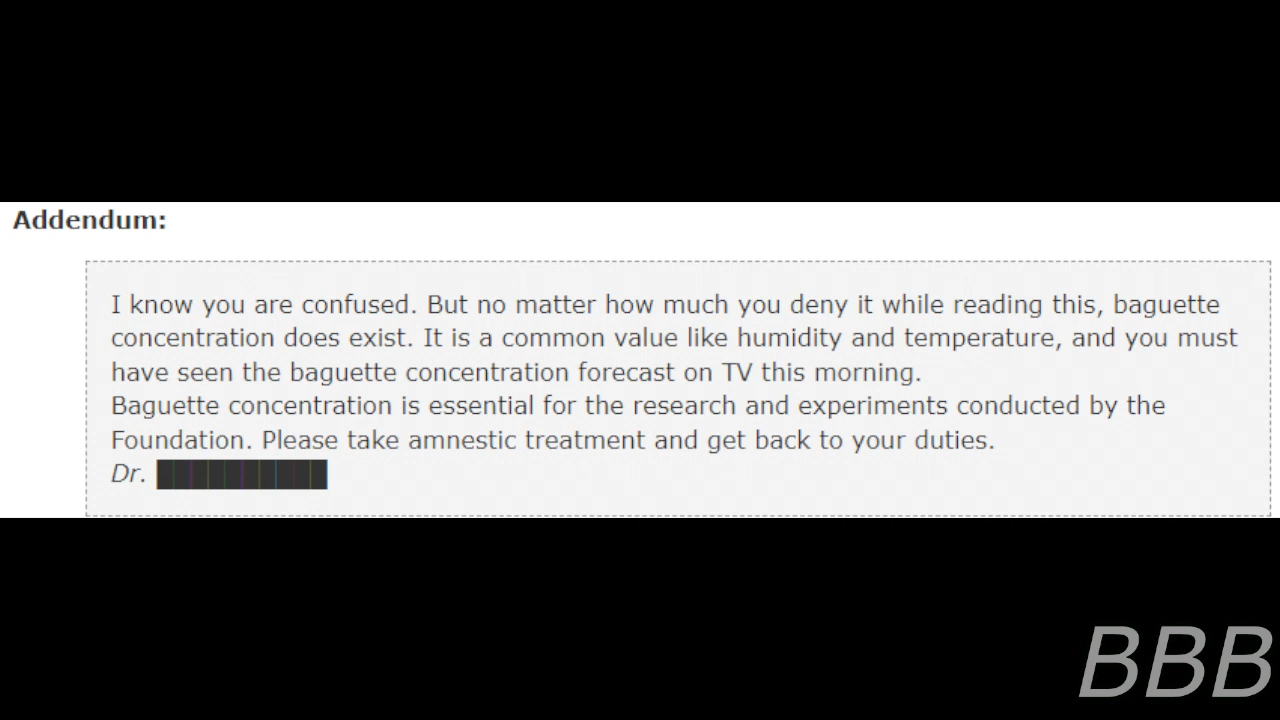 Addendum:
I know you are confused. But no matter how much you deny it while reading this, baguette
concentration does exist. It is a common value like humidity and temperature, and you must
have seen the baguette concentration forecast on TV this morning.
Baguette concentration is essential for the research and experiments conducted by the
Foundation. Please take amnestic treatment and get back to your duties.
Dr. ██████████
BBB